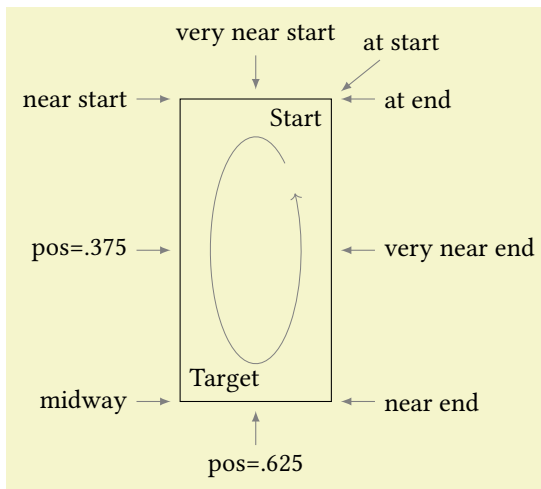 very near start
at start
near start
at end
Start
pos=.375
very near end
Target
midway
near end
pos=.625